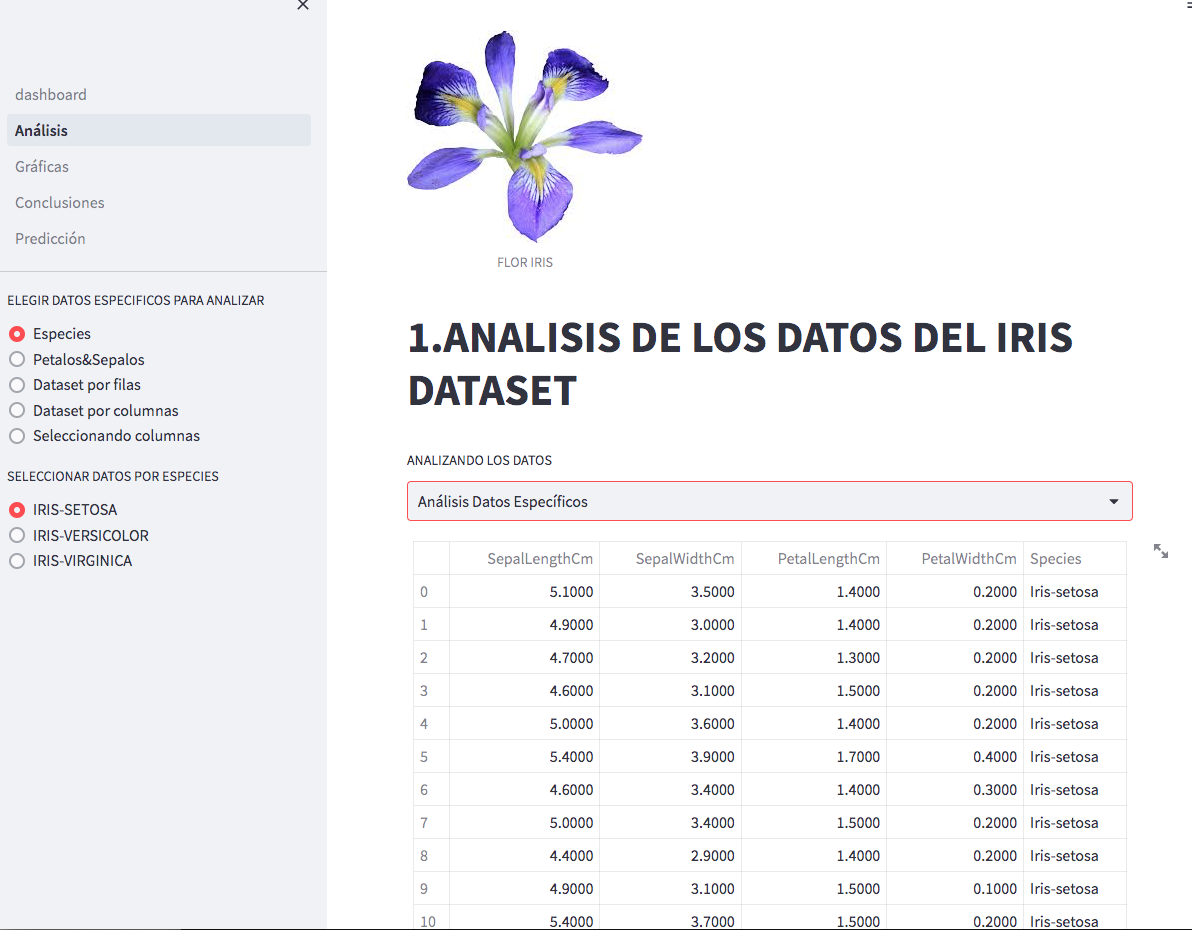 dashboard
Análisis
Gráficas
Conclusiones
Predicción
ELEGIR DATOS ESPECIFICOS PARA ANALIZAR
Especies
Petalos&Sepalos
Dataset por filas
Dataset por columnas
Seleccionando columnas
SELECCIONAR DATOS POR ESPECIES
IRIS-SETOSA
IRIS-VERSICOLOR
IRIS-VIRGINICA
FLOR IRIS
1.ANALISIS DE LOS DATOS DEL IRIS
DATASET
ANALIZANDO LOS DATOS
Análisis Datos Específicos
SepalLengthCm SepalWidthCm PetalLengthCm PetalWidthCm Species
0 5.1000 3.5000 1.4000 0.2000 Iris-setosa
1 4.9000 3.0000 1.4000 0.2000 Iris-setosa
2 4.7000 3.2000 1.3000 0.2000 Iris-setosa
3 4.6000 3.1000 1.5000 0.2000 Iris-setosa
4 5.0000 3.6000 1.4000 0.2000 Iris-setosa
5 5.4000 3.9000 1.7000 0.4000 Iris-setosa
6 4.6000 3.4000 1.4000 0.3000 Iris-setosa
7 5.0000 3.4000 1.5000 0.2000 Iris-setosa
8 4.4000 2.9000 1.4000 0.2000 Iris-setosa
9 4.9000 3.1000 1.5000 0.1000 Iris-setosa
10 5.4000 3.7000 1.5000 0.2000 Iris-setosa